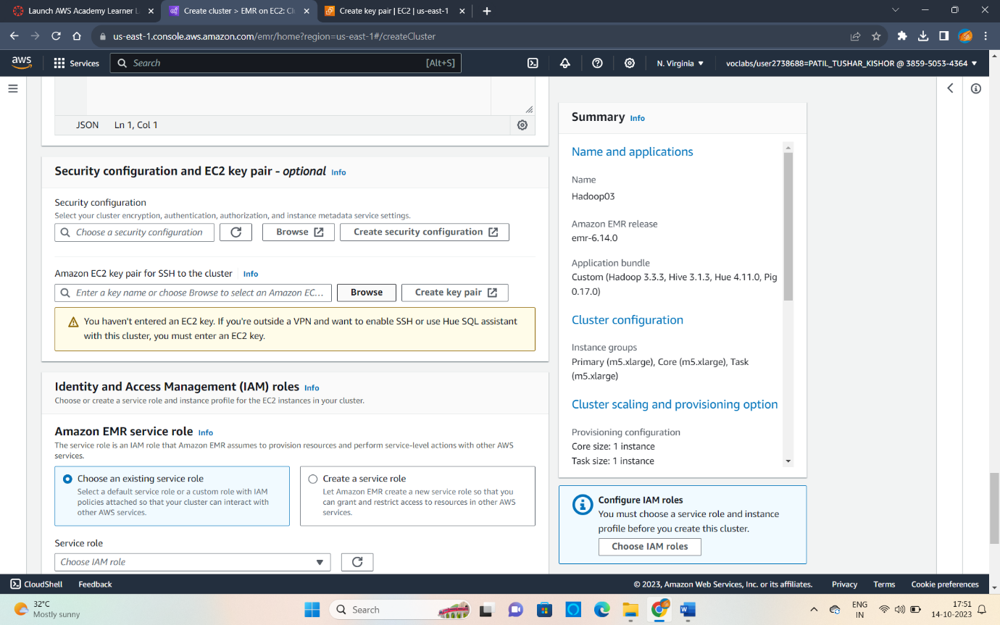 Launch AWS Academy Learner L
Create cluster > EMR on EC2: Cl
Create key pair | EC2 | us-east-1
us-east-1.console.aws.amazon.com/emr/home?region=us-east-1#/createCluster
aws
Services
Search
[Alt+S]
N. Virginia
voclabs/user2738688=PATIL_TUSHAR_KISHOR @ 3859-5053-4364
JSON Ln 1, Col 1
Security configuration and EC2 key pair - optional Info
Security configuration
Select your cluster encryption, authentication, authorization, and instance metadata service settings.
Choose a security configuration
Browse
Create security configuration
Amazon EC2 key pair for SSH to the cluster Info
Enter a key name or choose Browse to select an Amazon EC...
Browse
Create key pair
You haven't entered an EC2 key. If you're outside a VPN and want to enable SSH or use Hue SQL assistant
with this cluster, you must enter an EC2 key.
Identity and Access Management (IAM) roles Info
Choose or create a service role and instance profile for the EC2 instances in your cluster.
Amazon EMR service role Info
The service role is an IAM role that Amazon EMR assumes to provision resources and perform service-level actions with other AWS
services.
Choose an existing service role
Select a default service role or a custom role with IAM
policies attached so that your cluster can interact with
other AWS services.
Create a service role
Let Amazon EMR create a new service role so that you
can grant and restrict access to resources in other AWS
services.
Service role
Choose IAM role
Summary Info
Name and applications
Name
Hadoop03
Amazon EMR release
emr-6.14.0
Application bundle
Custom (Hadoop 3.3.3, Hive 3.1.3, Hue 4.11.0, Pig
0.17.0)
Cluster configuration
Instance groups
Primary (m5.xlarge), Core (m5.xlarge), Task
(m5.xlarge)
Cluster scaling and provisioning option
Provisioning configuration
Core size: 1 instance
Task size: 1 instance
Configure IAM roles
You must choose a service role and instance
profile before you create this cluster.
Choose IAM roles
CloudShell
Feedback
© 2023, Amazon Web Services, Inc. or its affiliates.
Privacy
Terms
Cookie preferences
32°C
Mostly sunny
Search
ENG
IN
17:51
14-10-2023